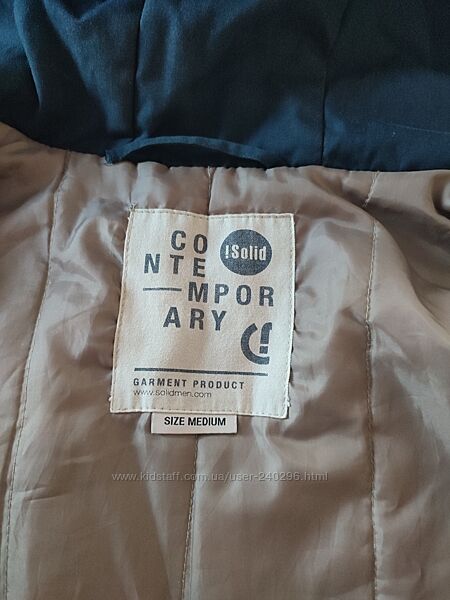 CO
NTE
MPOR
ARY
!Solid
GARMENT PRODUCT
www.solidmen.com
SIZE MEDIUM
www.kidstaff.com.ua/user-240296.html